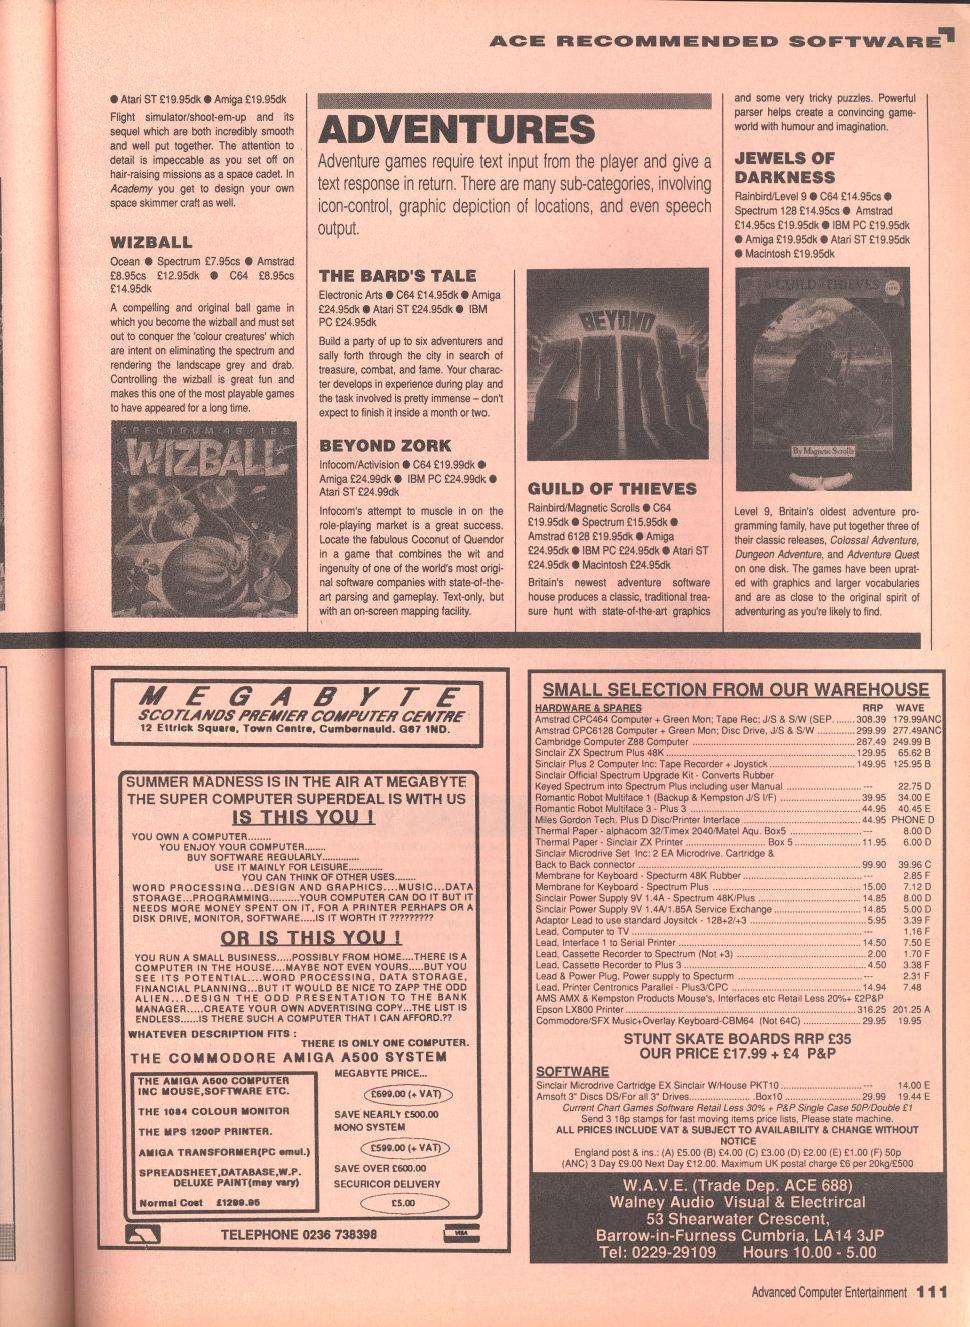 ACE RECOMMENDED SOFTWARE
● Atari ST £19.95dk ● Amiga £19.95dk
Flight simulator/shoot-em-up and its
sequel which are both incredibly smooth
and well put together. The attention to
detail is impeccable as you set off on
hair-raising missions as a space cadet. In
Academy you get to design your own
space skimmer craft as well.
WIZBALL
Ocean ● Spectrum £7.95cs ● Amstrad
£8.95cs £12.95dk ● C64 £8.95cs
£14.95dk
A compelling and original ball game in
which you become the wizball and must set
out to conquer the 'colour creatures' which
are intent on eliminating the spectrum and
rendering the landscape grey and drab.
Controlling the wizball is great fun and
makes this one of the most playable games
to have appeared for a long time.
SPECTRUM 48-128
WIZBALL
ADVENTURES
Adventure games require text input from the player and give a
text response in return. There are many sub-categories, involving
icon-control, graphic depiction of locations, and even speech
output.
THE BARD'S TALE
Electronic Arts ● C64 £14.95dk ● Amiga
£24.95dk ● Atari ST £24.95dk ● IBM
PC £24.95dk
Build a party of up to six adventurers and
sally forth through the city in search of
treasure, combat, and fame. Your charac-
ter develops in experience during play and
the task involved is pretty immense – don't
expect to finish it inside a month or two.
BEYOND ZORK
Infocom/Activision ● C64 £19.99dk ●
Amiga £24.99dk ● IBM PC £24.99dk ●
Atari ST £24.99dk
Infocom's attempt to muscle in on the
role-playing market is a great success.
Locate the fabulous Coconut of Quendor
in a game that combines the wit and
ingenuity of one of the world's most origi-
nal software companies with state-of-the-
art parsing and gameplay. Text-only, but
with an on-screen mapping facility.
BEYOND
ZORK
GUILD OF THIEVES
Rainbird/Magnetic Scrolls ● C64
£19.95dk ● Spectrum £15.95dk ●
Amstrad 6128 £19.95dk ● Amiga
£24.95dk ● IBM PC £24.95dk ● Atari ST
£24.95dk ● Macintosh £24.95dk
Britain's newest adventure software
house produces a classic, traditional trea-
sure hunt with state-of-the-art graphics
and some very tricky puzzles. Powerful
parser helps create a convincing game-
world with humour and imagination.
JEWELS OF
DARKNESS
Rainbird/Level 9 ● C64 £14.95cs ●
Spectrum 128 £14.95cs ● Amstrad
£14.95cs £19.95dk ● IBM PC £19.95dk
● Amiga £19.95dk ● Atari ST £19.95dk
● Macintosh £19.95dk
GUILD OF THIEVES
By Magnetic Scrolls
Level 9, Britain's oldest adventure pro-
gramming family, have put together three of
their classic releases, Colossal Adventure,
Dungeon Adventure, and Adventure Quest
on one disk. The games have been uprat-
ed with graphics and larger vocabularies
and are as close to the original spirit of
adventuring as you're likely to find.
MEGABYTE
SCOTLANDS PREMIER COMPUTER CENTRE
12 Ettrick Square, Town Centre, Cumbernauld. G67 1ND.
SUMMER MADNESS IS IN THE AIR AT MEGABYTE
THE SUPER COMPUTER SUPERDEAL IS WITH US
IS THIS YOU !
YOU OWN A COMPUTER........
YOU ENJOY YOUR COMPUTER.......
BUY SOFTWARE REGULARLY.............
USE IT MAINLY FOR LEISURE............
YOU CAN THINK OF OTHER USES.......
WORD PROCESSING...DESIGN AND GRAPHICS....MUSIC...DATA
STORAGE...PROGRAMMING.........YOUR COMPUTER CAN DO IT BUT IT
NEEDS MORE MONEY SPENT ON IT, FOR A PRINTER PERHAPS OR A
DISK DRIVE, MONITOR, SOFTWARE....IS IT WORTH IT ?????????
OR IS THIS YOU !
YOU RUN A SMALL BUSINESS.....POSSIBLY FROM HOME....THERE IS A
COMPUTER IN THE HOUSE....MAYBE NOT EVEN YOURS....BUT YOU
SEE ITS POTENTIAL....WORD PROCESSING, DATA STORAGE,
FINANCIAL PLANNING...BUT IT WOULD BE NICE TO ZAPP THE ODD
ALIEN...DESIGN THE ODD PRESENTATION TO THE BANK
MANAGER.....CREATE YOUR OWN ADVERTISING COPY...THE LIST IS
ENDLESS.....IS THERE SUCH A COMPUTER THAT I CAN AFFORD.??
WHATEVER DESCRIPTION FITS :
THERE IS ONLY ONE COMPUTER.
THE COMMODORE AMIGA A500 SYSTEM
THE AMIGA A500 COMPUTER
INC MOUSE,SOFTWARE ETC.
THE 1084 COLOUR MONITOR
THE MPS 1200P PRINTER.
AMIGA TRANSFORMER(PC emul.)
SPREADSHEET,DATABASE,W.P.
DELUXE PAINT(may vary)
Normal Cost £1299.95
MEGABYTE PRICE...
£699.00 (+ VAT)
SAVE NEARLY £500.00
MONO SYSTEM
£599.00 (+ VAT)
SAVE OVER £600.00
SECURICOR DELIVERY
£5.00
TELEPHONE 0236 738398
VISA
SMALL SELECTION FROM OUR WAREHOUSE
HARDWARE & SPARES RRP WAVE
Amstrad CPC464 Computer + Green Mon; Tape Rec; J/S & S/W (SEP. ...... 308.39 179.99ANC
Amstrad CPC6128 Computer + Green Mon; Disc Drive, J/S & S/W ............ 299.99 277.49ANC
Cambridge Computer Z88 Computer ............ 287.49 249.99 B
Sinclair ZX Spectrum Plus 48K ............ 129.95 65.62 B
Sinclair Plus 2 Computer Inc: Tape Recorder + Joystick ............ 149.95 125.95 B
Sinclair Official Spectrum Upgrade Kit - Converts Rubber
Keyed Spectrum into Spectrum Plus including user Manual ............ --- 22.75 D
Romantic Robot Multiface 1 (Backup & Kempston J/S I/F) ............ 39.95 34.00 E
Romantic Robot Multiface 3 - Plus 3 ............ 44.95 40.45 E
Miles Gordon Tech. Plus D Disc/Printer Interface ............ 44.95 PHONE D
Thermal Paper - alphacom 32/Timex 2040/Matel Aqu. Box5 ............ --- 8.00 D
Thermal Paper - Sinclair ZX Printer ............ Box 5 ............ 11.95 6.00 D
Sinclair Microdrive Set Inc: 2 EA Microdrive. Cartridge &
Back to Back connector ............ 99.90 39.96 C
Membrane for Keyboard - Specturm 48K Rubber ............ --- 2.85 F
Membrane for Keyboard - Spectrum Plus ............ 15.00 7.12 D
Sinclair Power Supply 9V 1.4A - Spectrum 48K/Plus ............ 14.85 8.00 D
Sinclair Power Supply 9V 1.4A/1.85A Service Exchange ............ 14.85 5.00 D
Adaptor Lead to use standard Joysitck - 128+2/+3 ............ 5.95 3.39 F
Lead, Computer to TV ............ --- 1.16 F
Lead, Interface 1 to Serial Printer ............ 14.50 7.50 E
Lead, Cassette Recorder to Spectrum (Not +3) ............ 2.00 1.70 F
Lead, Cassette Recorder to Plus 3 ............ 4.50 3.38 F
Lead & Power Plug, Power supply to Spectrum ............ --- 2.31 F
Lead, Printer Centronics Parallel - Plus3/CPC ............ 14.94 7.48
AMS AMX & Kempston Products Mouse's, Interfaces etc Retail Less 20%+ £2P&P
Epson LX800 Printer ............ 316.25 201.25 A
Commodore/SFX Music+Overlay Keyboard-CBM64 (Not 64C) ............ 29.95 19.95
STUNT SKATE BOARDS RRP £35
OUR PRICE £17.99 + £4 P&P
SOFTWARE
Sinclair Microdrive Cartridge EX Sinclair W/House PKT10 ............ --- 14.00 E
Amsoft 3" Discs DS/For all 3" Drives............ Box10 ............ 29.99 19.44 E
Current Chart Games Software Retail Less 30% + P&P Single Case 50P/Double £1
Send 3 18p stamps for fast moving items price lists, Please state machine.
ALL PRICES INCLUDE VAT & SUBJECT TO AVAILABILITY & CHANGE WITHOUT
NOTICE
England post & ins.: (A) £5.00 (B) £4.00 (C) £3.00 (D) £2.00 (E) £1.00 (F) 50p
(ANC) 3 Day £9.00 Next Day £12.00. Maximum UK postal charge £6 per 20kg/£500
W.A.V.E. (Trade Dep. ACE 688)
Walney Audio Visual & Electrircal
53 Shearwater Crescent,
Barrow-in-Furness Cumbria, LA14 3JP
Tel: 0229-29109 Hours 10.00 - 5.00
Advanced Computer Entertainment 111